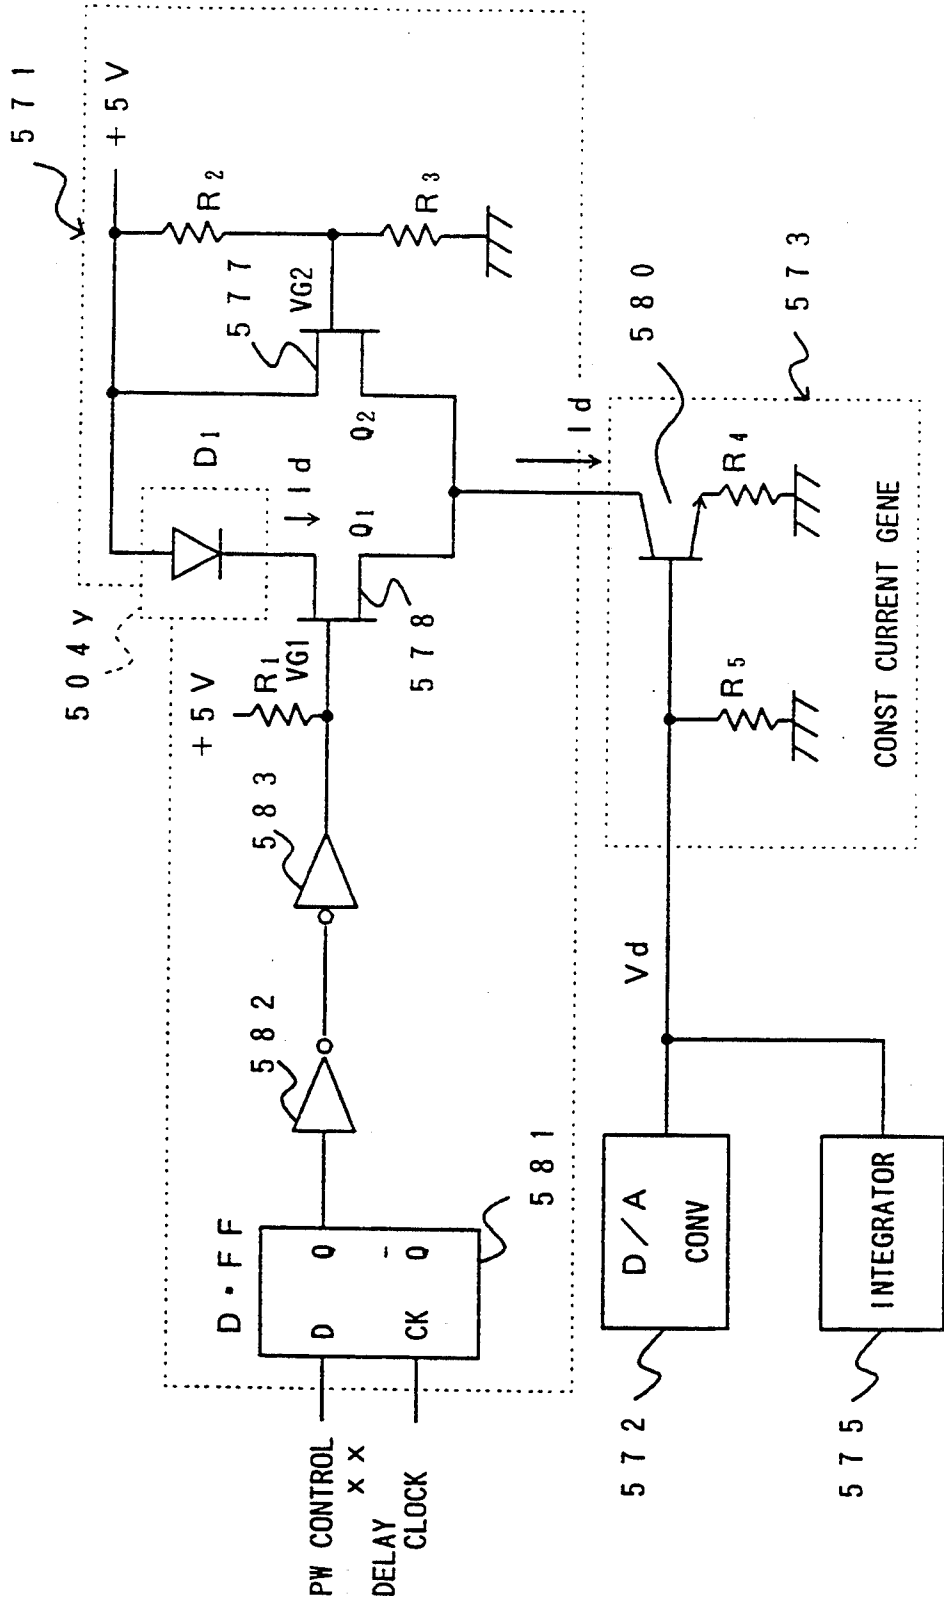 571
+5V
R2
R3
577
VG2
D1
Id
Q2
Q1
504y
+5V
R1
VG1
578
583
582
D・FF
D
Q
CK
Q̄
581
PW CONTROL
xx
DELAY
CLOCK
Id
580
573
R4
R5
CONST CURRENT GENE
Vd
D/A
CONV
572
INTEGRATOR
575